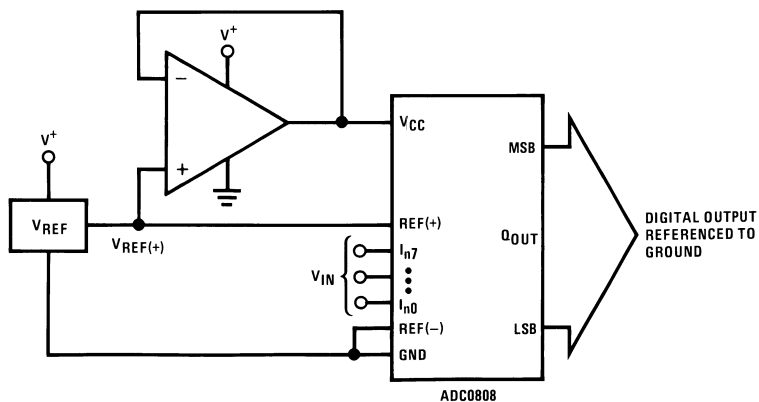 V+
−
+
V+
VREF
VREF(+)
VCC
REF(+)
VIN
In7
In0
REF(−)
GND
MSB
QOUT
LSB
DIGITAL OUTPUT
REFERENCED TO
GROUND
ADC0808